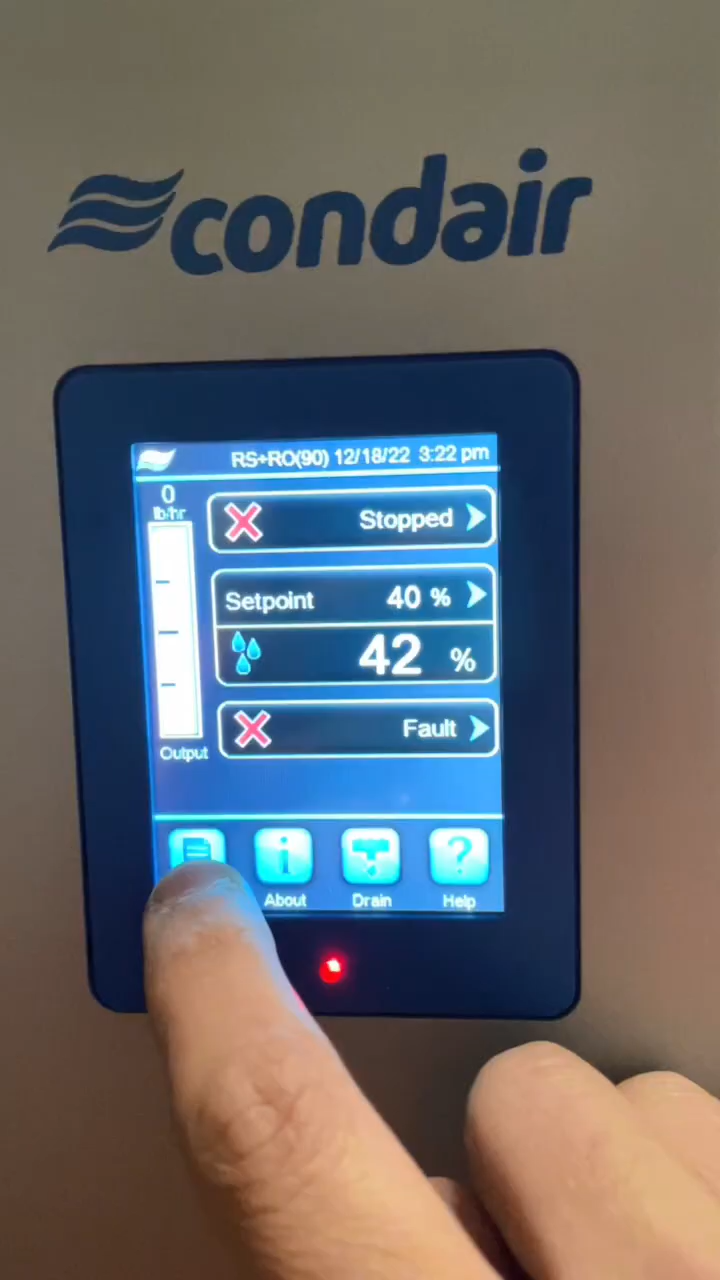 condair
RS+RO(90) 12/18/22 3:22 pm
0
lb/hr
Stopped
Setpoint 40 %
42 %
Fault
Output
About Drain Help
?